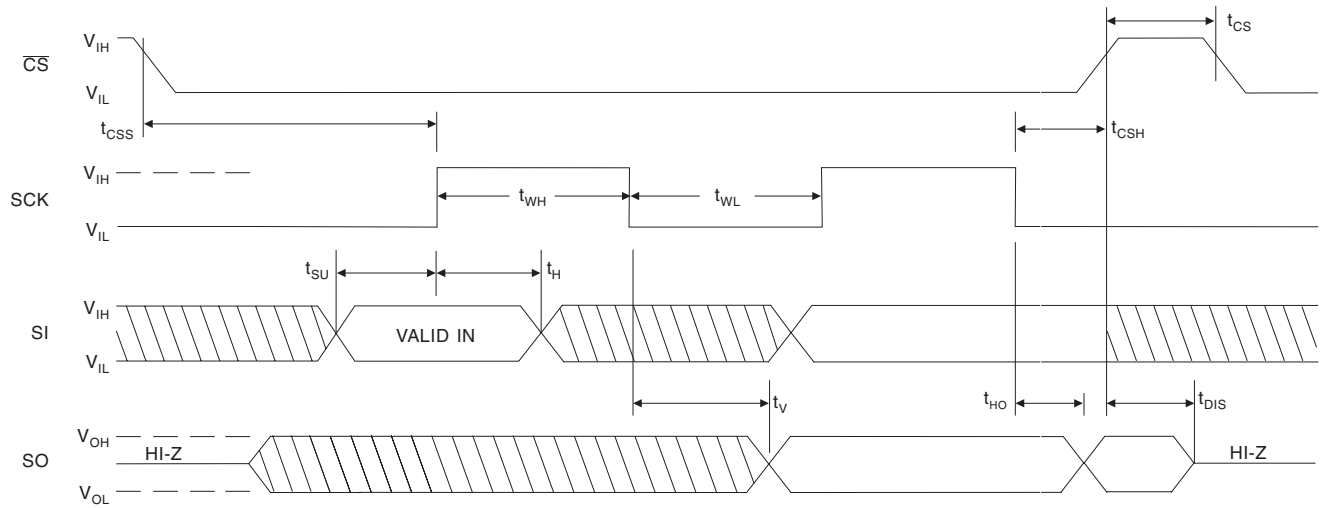 t_CS
V_IH
CS
V_IL
t_CSS
t_CSH
V_IH
SCK
t_WH
t_WL
V_IL
t_SU
t_H
V_IH
SI
VALID IN
V_IL
t_V
t_HO
t_DIS
V_OH
SO
HI-Z
HI-Z
V_OL